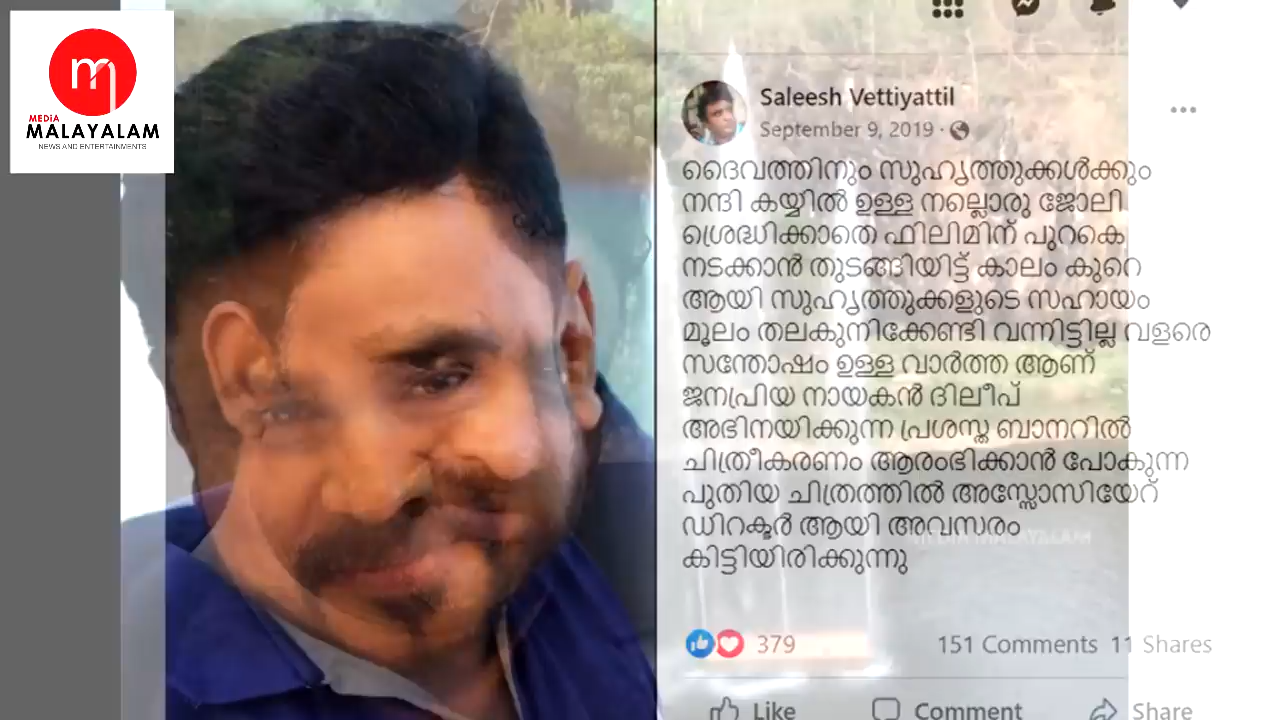 m
MEDiA
MALAYALAM
NEWS AND ENTERTAINMENTS
Saleesh Vettiyattil
September 9, 2019 ·
ദൈവത്തിനും സുഹൃത്തുക്കൾക്കും
നന്ദി കയ്യിൽ ഉള്ള നല്ലൊരു ജോലി
ശ്രെദ്ധിക്കാതെ ഫിലിമിന് പുറകെ
നടക്കാൻ തുടങ്ങിയിട്ട് കാലം കുറെ
ആയി സുഹൃത്തുക്കളുടെ സഹായം
മൂലം തലകുനിക്കേണ്ടി വന്നിട്ടില്ല വളരെ
സന്തോഷം ഉള്ള വാർത്ത ആണ്
ജനപ്രിയ നായകൻ ദിലീപ്
അഭിനയിക്കുന്ന പ്രശസ്ത ബാനറിൽ
ചിത്രീകരണം ആരംഭിക്കാൻ പോകുന്ന
പുതിയ ചിത്രത്തിൽ അസ്സോസിയേറ്
ഡിറക്ടർ ആയി അവസരം
MEDIA MALAYALAM
കിട്ടിയിരിക്കുന്നു
379 151 Comments 11 Shares
Like Comment Share